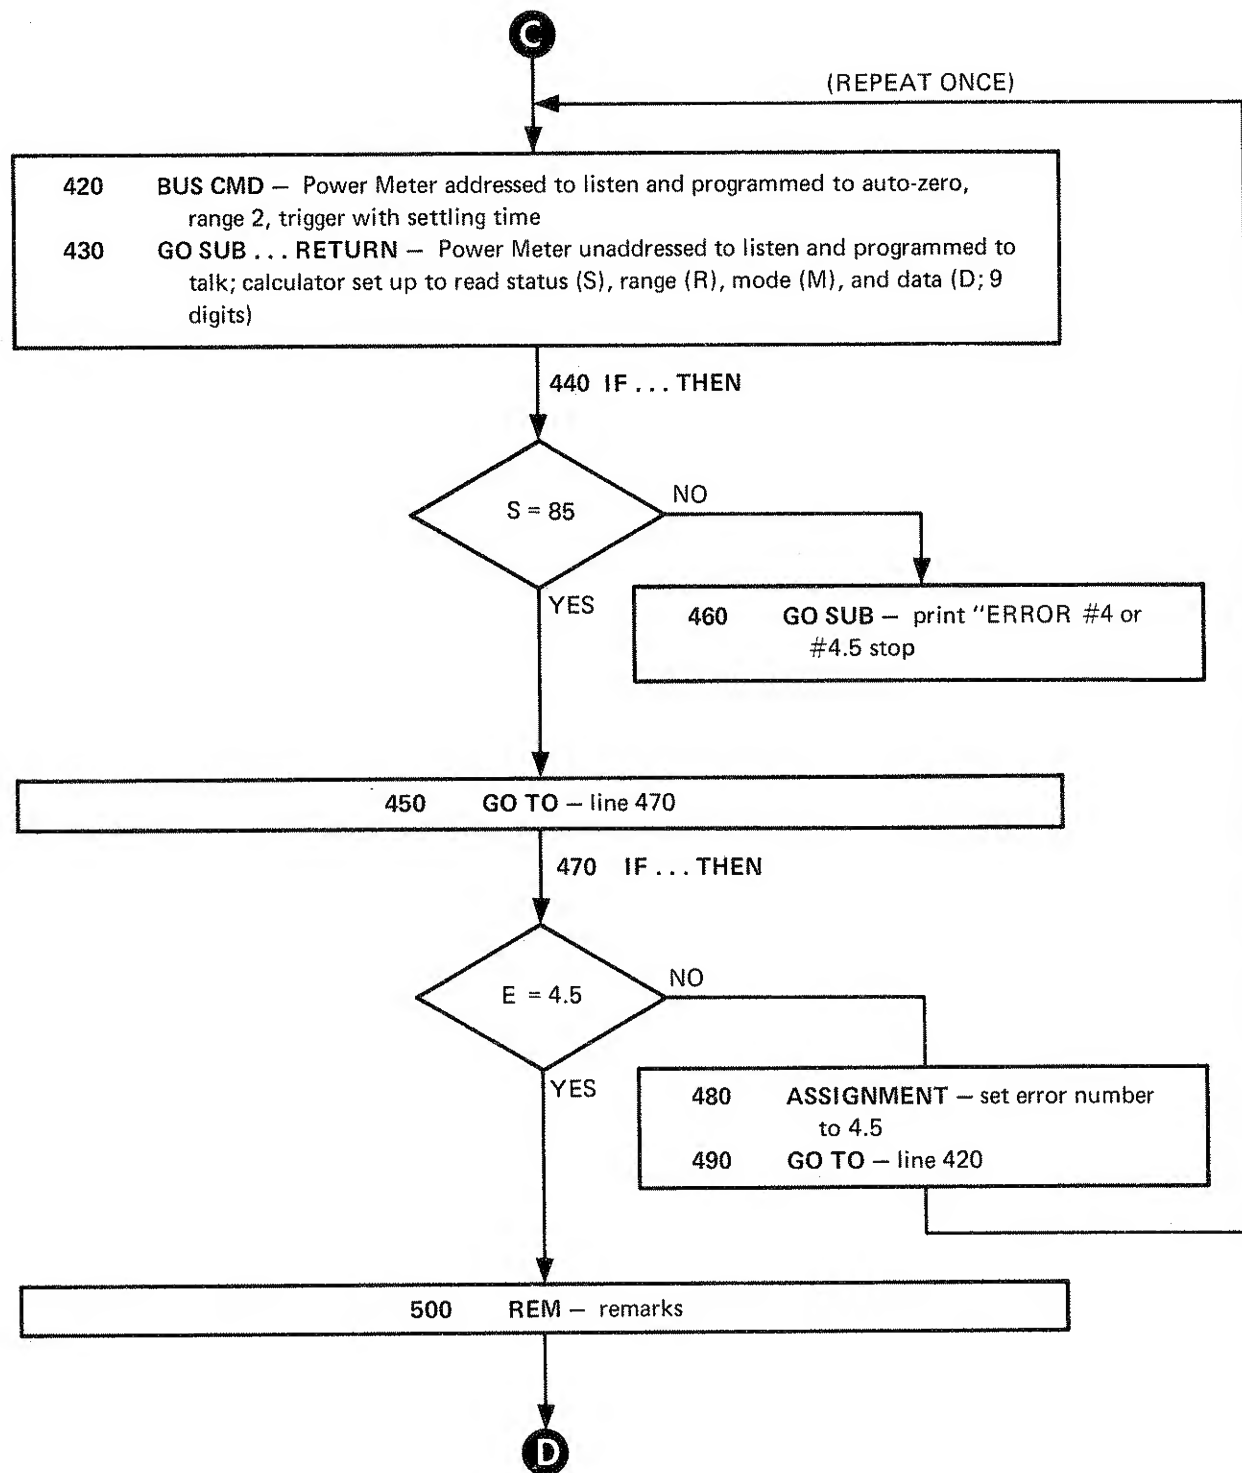 C
(REPEAT ONCE)
420 BUS CMD – Power Meter addressed to listen and programmed to auto-zero,
range 2, trigger with settling time
430 GO SUB . . . RETURN – Power Meter unaddressed to listen and programmed to
talk; calculator set up to read status (S), range (R), mode (M), and data (D; 9
digits)
440 IF . . . THEN
S = 85
NO
YES
460 GO SUB – print "ERROR #4 or
#4.5 stop
450 GO TO – line 470
470 IF . . . THEN
E = 4.5
NO
YES
480 ASSIGNMENT – set error number
to 4.5
490 GO TO – line 420
500 REM – remarks
D